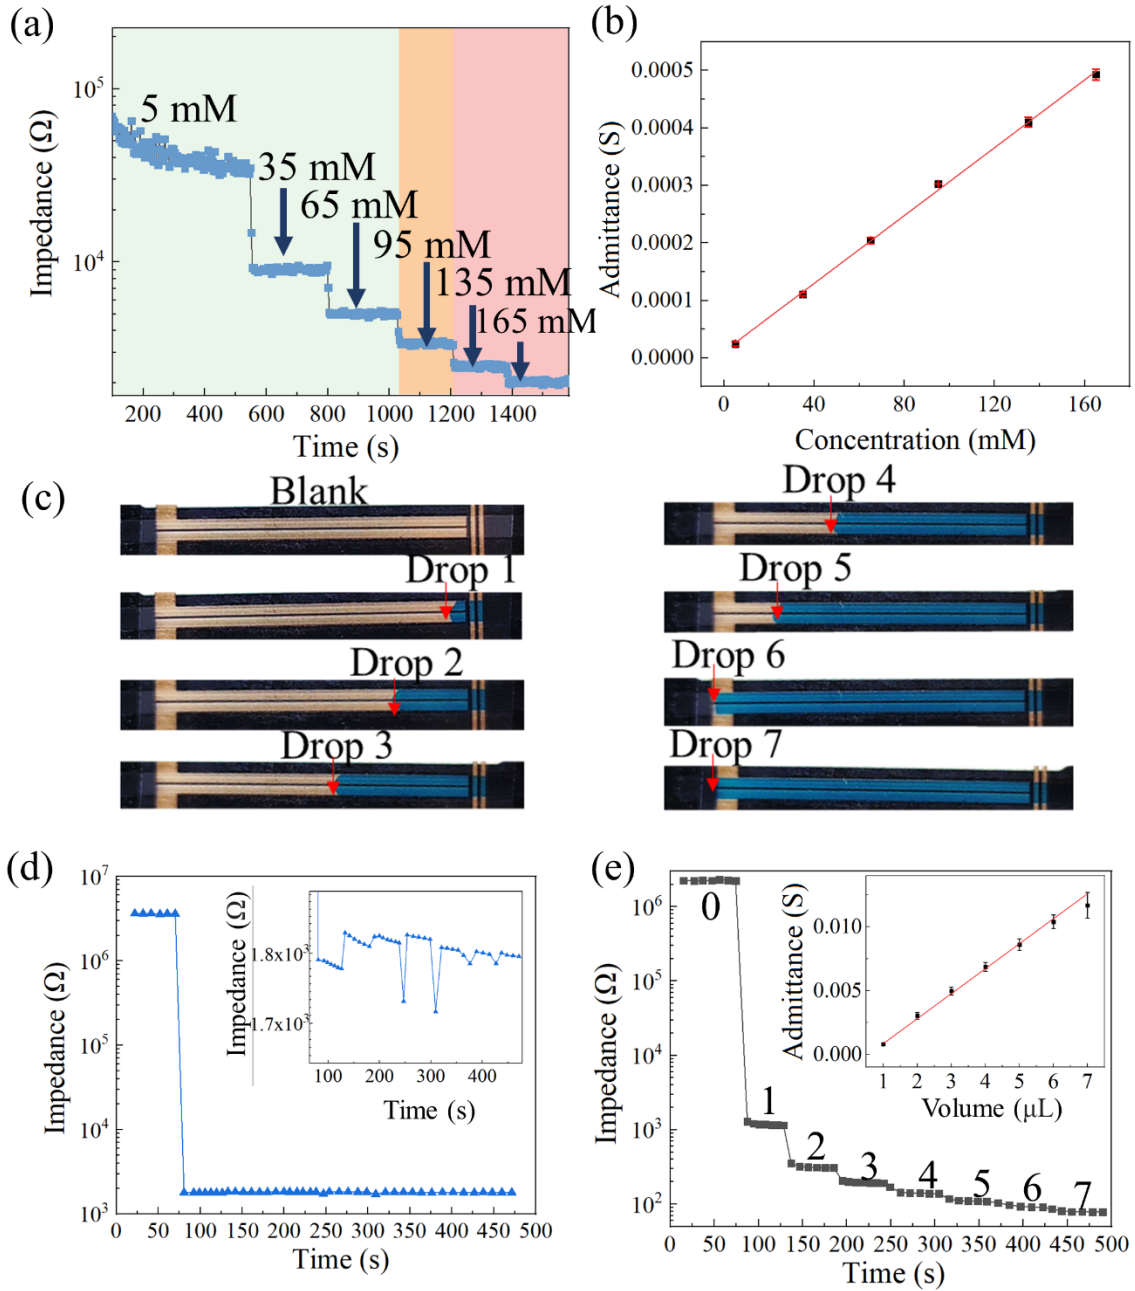 (a)
10⁵
10⁴
Impedance (Ω)
5 mM
35 mM
65 mM
95 mM
135 mM
165 mM
200 400 600 800 1000 1200 1400
Time (s)
(b)
0.0005
0.0004
0.0003
0.0002
0.0001
0.0000
Admittance (S)
0 40 80 120 160
Concentration (mM)
(c)
Blank
Drop 1
Drop 2
Drop 3
Drop 4
Drop 5
Drop 6
Drop 7
(d)
10⁷
10⁶
10⁵
10⁴
10³
Impedance (Ω)
0 50 100 150 200 250 300 350 400 450 500
Time (s)
Impedance (Ω)
1.8x10³
1.7x10³
100 200 300 400
Time (s)
(e)
10⁶
10⁵
10⁴
10³
10²
Impedance (Ω)
0
1
2
3
4
5
6
7
0 50 100 150 200 250 300 350 400 450 500
Time (s)
Admittance (S)
0.010
0.005
0.000
1 2 3 4 5 6 7
Volume (μL)